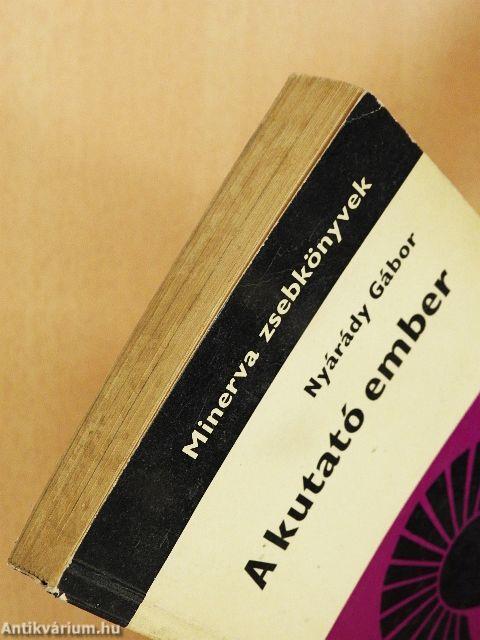 Minerva zsebkönyvek
Nyárády Gábor
A kutató ember
Antikvárium.hu